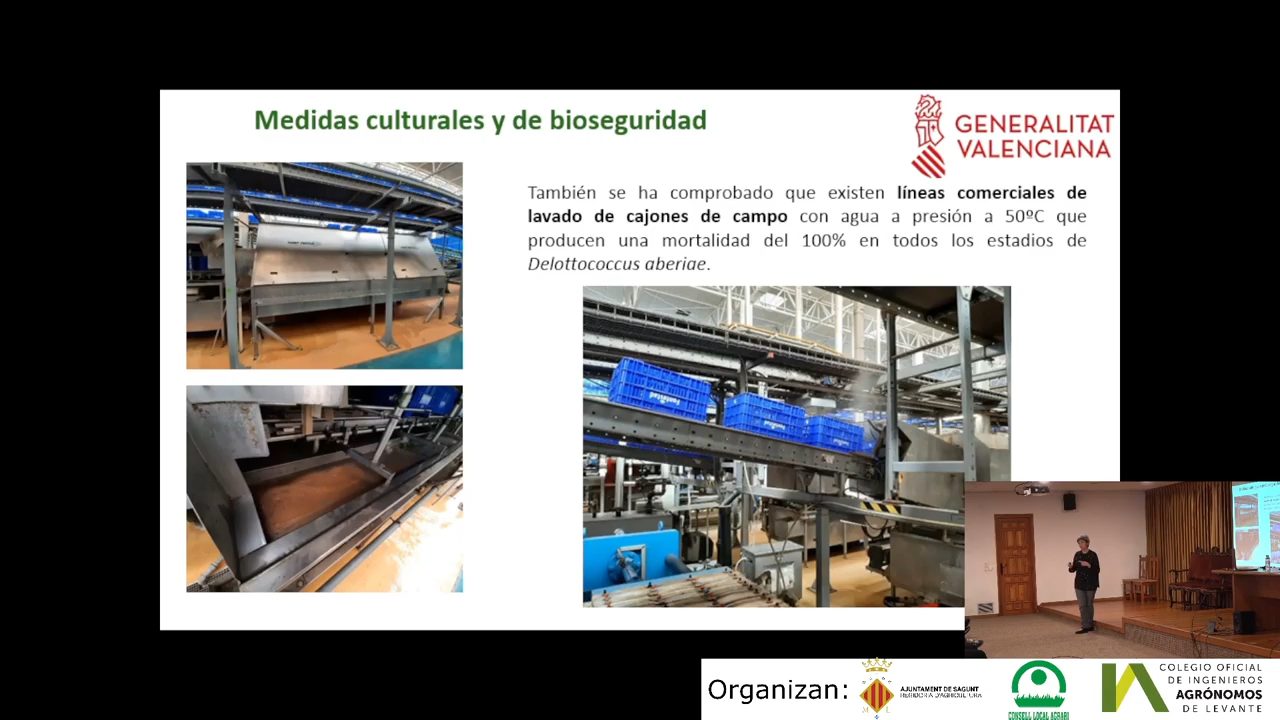 Medidas culturales y de bioseguridad
GENERALITAT
VALENCIANA
También se ha comprobado que existen líneas comerciales de
lavado de cajones de campo con agua a presión a 50ºC que
producen una mortalidad del 100% en todos los estadios de
Delottococcus aberiae.
Organizan:
AJUNTAMENT DE SAGUNT
REGIDORIA D'AGRICULTURA
CONSELL LOCAL AGRARI
COLEGIO OFICIAL
DE INGENIEROS
AGRÓNOMOS
DE LEVANTE